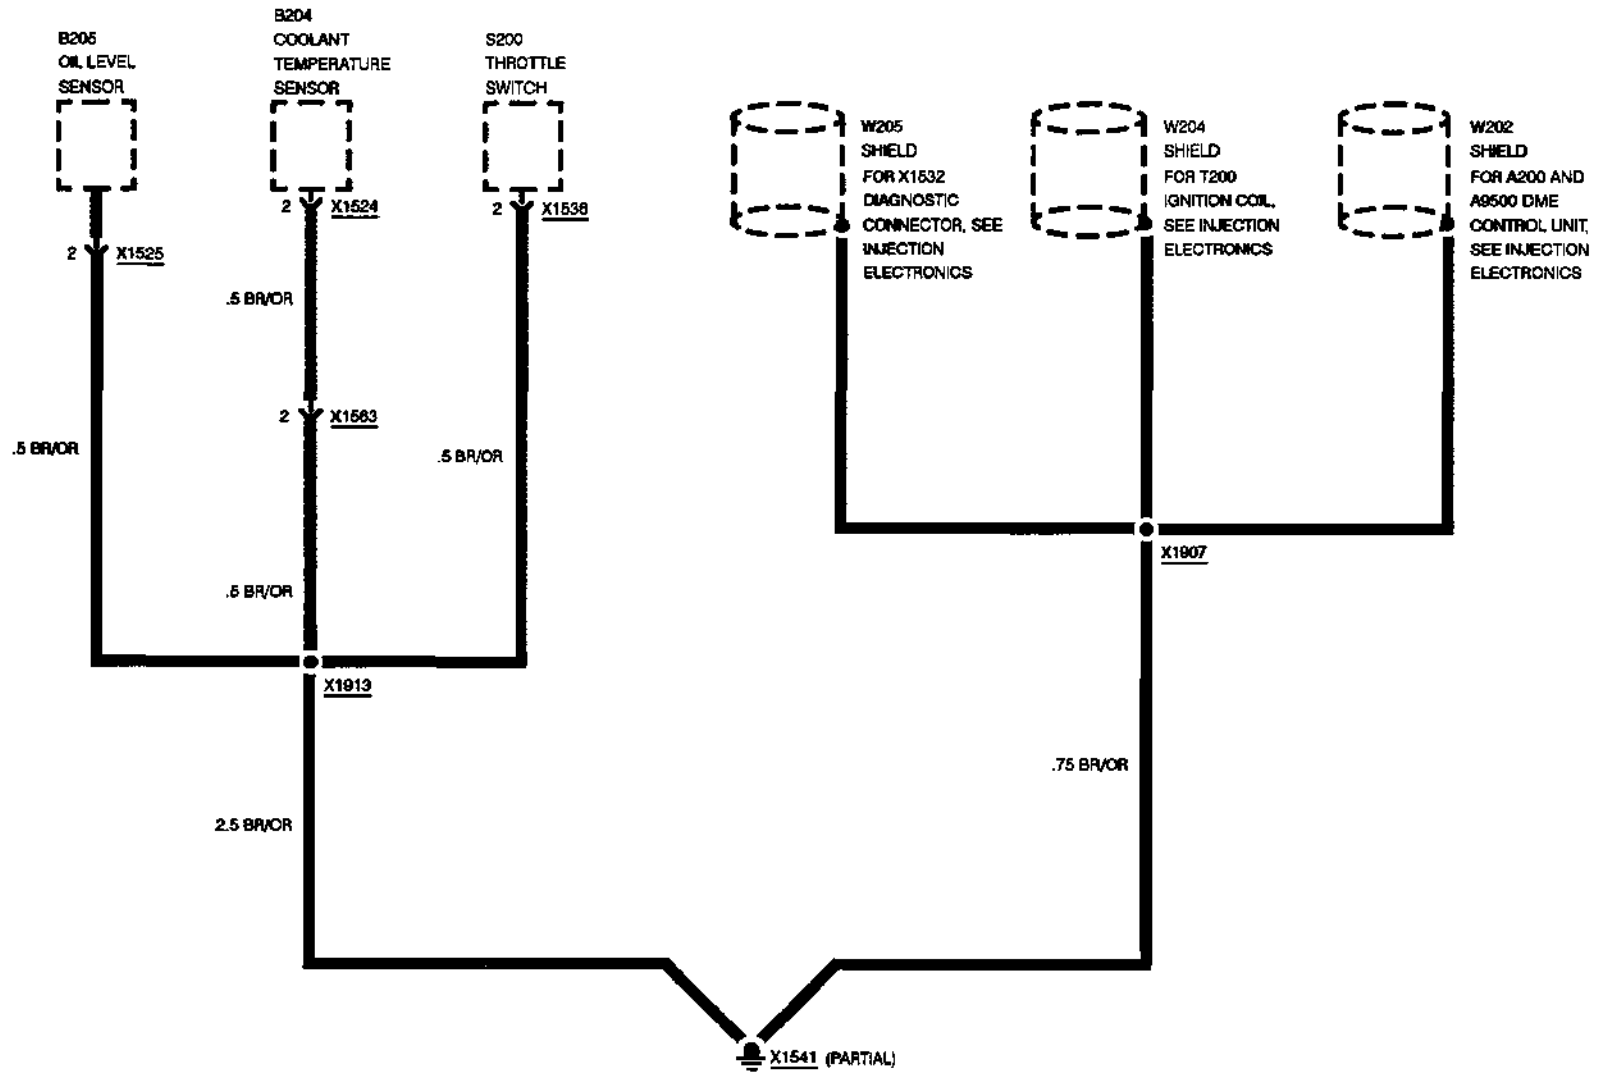 B205
OIL LEVEL
SENSOR
B204
COOLANT
TEMPERATURE
SENSOR
S200
THROTTLE
SWITCH
W205
SHIELD
FOR X1532
DIAGNOSTIC
CONNECTOR, SEE
INJECTION
ELECTRONICS
W204
SHIELD
FOR T200
IGNITION COIL,
SEE INJECTION
ELECTRONICS
W202
SHIELD
FOR A200 AND
A9500 DME
CONTROL UNIT,
SEE INJECTION
ELECTRONICS
2 X1525
2 X1524
2 X1536
.5 BR/OR
2 X1563
.5 BR/OR
.5 BR/OR
.5 BR/OR
X1907
X1913
.75 BR/OR
2.5 BR/OR
X1541 (PARTIAL)